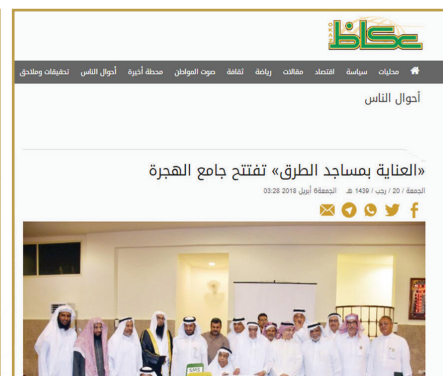 عكاظ
OKAZ
محليات سياسة اقتصاد مقالات رياضة ثقافة صوت المواطن محطة أخيرة أحوال الناس تحقيقات وملاحق
أحوال الناس
«العناية بمساجد الطرق» تفتتح جامع الهجرة
الجمعة / 20 / رجب / 1439 هـ الجمعة 6 أبريل 2018 03:28